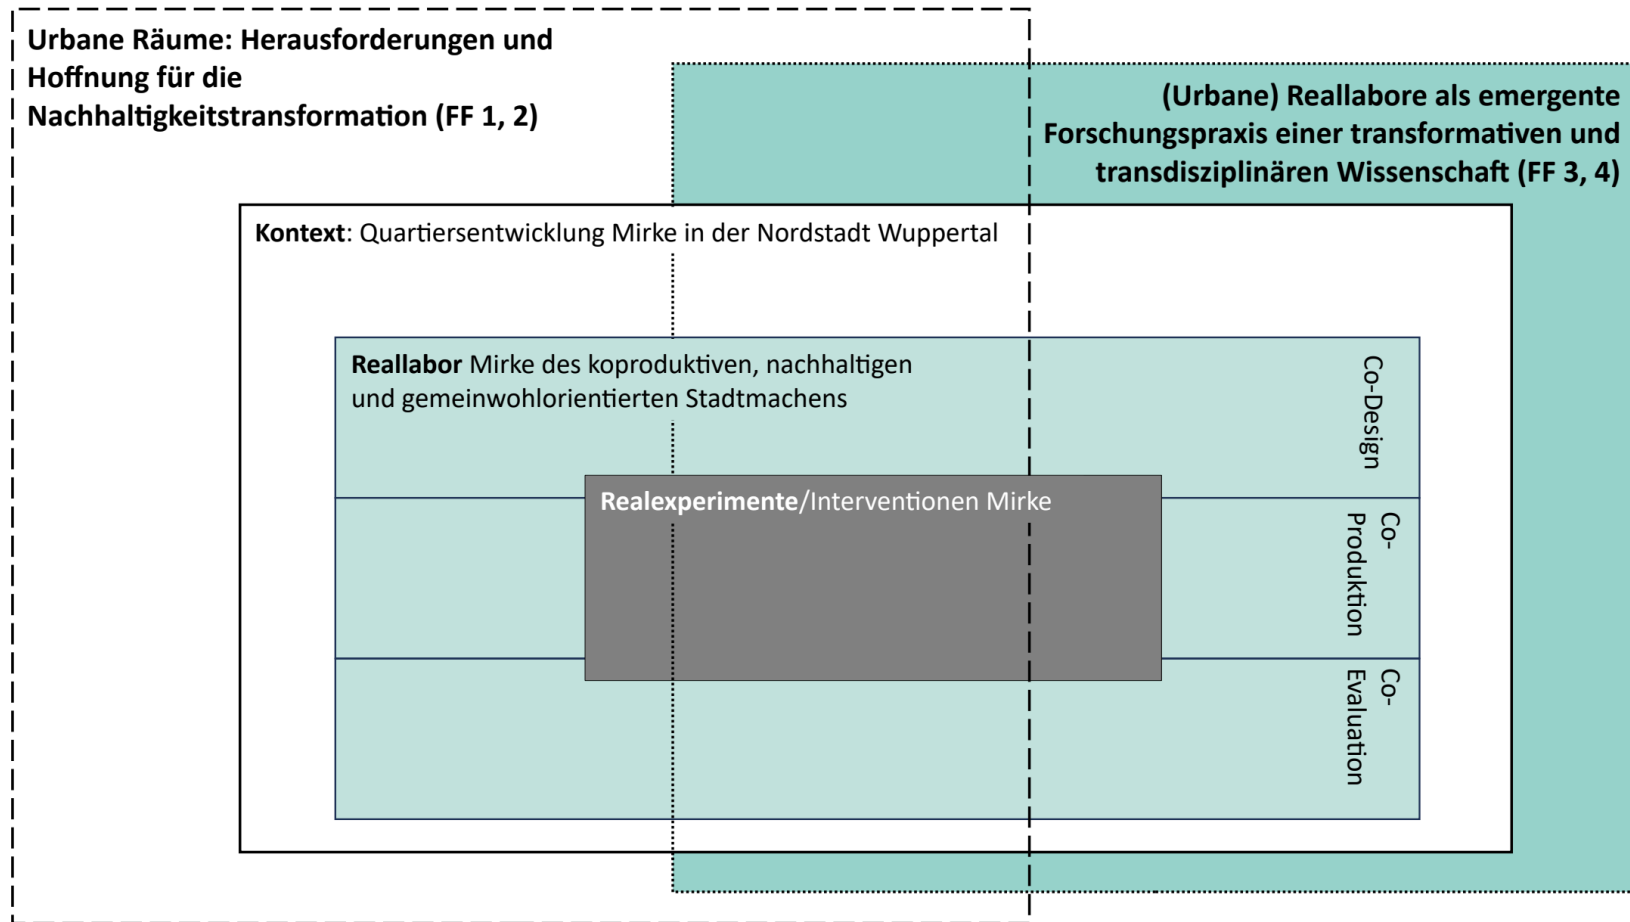 Urbane Räume: Herausforderungen und
Hoffnung für die
Nachhaltigkeitstransformation (FF 1, 2)
(Urbane) Reallabore als emergente
Forschungspraxis einer transformativen und
transdisziplinären Wissenschaft (FF 3, 4)
Kontext: Quartiersentwicklung Mirke in der Nordstadt Wuppertal
Reallabor Mirke des koproduktiven, nachhaltigen
und gemeinwohlorientierten Stadtmachens
Co-Design
Realexperimente/Interventionen Mirke
Co-
Produktion
Co-
Evaluation